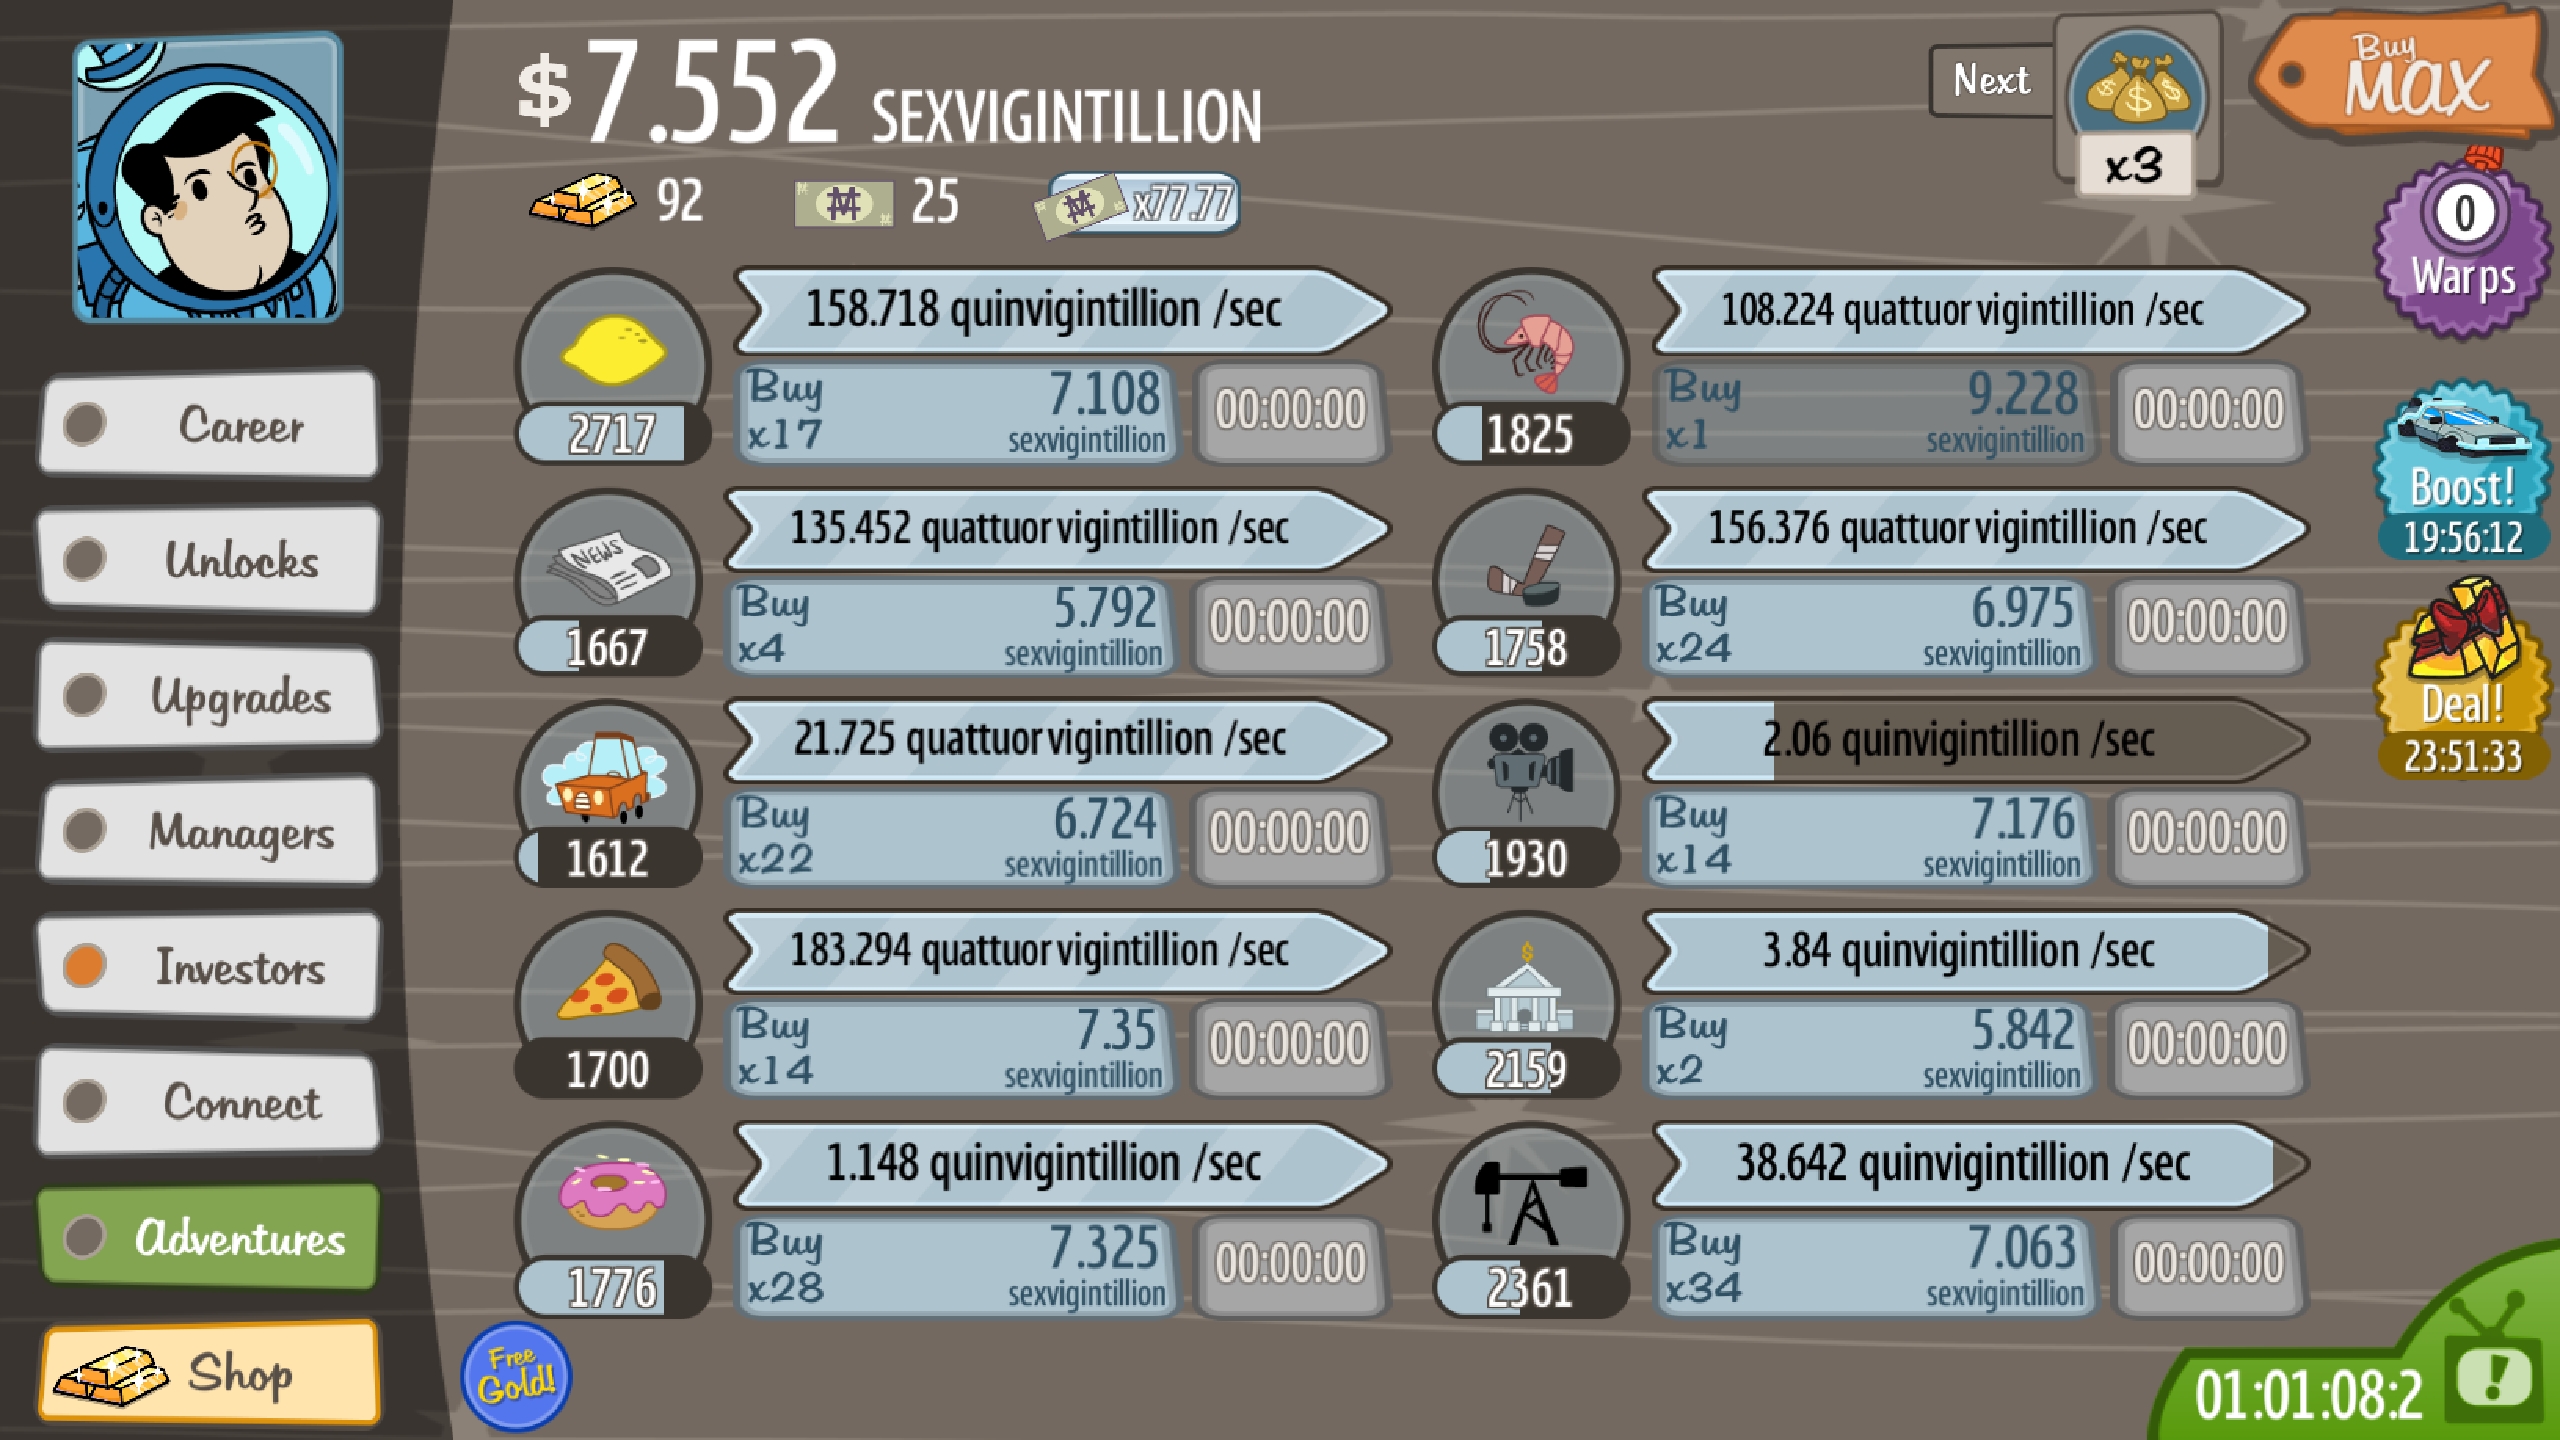 $7.552 SEXVIGINTILLION
92 25 x77.77
Next
x3
Buy
MAX
0
Warps
Boost!
19:56:12
Deal!
23:51:33
Career
Unlocks
Upgrades
Managers
Investors
Connect
Adventures
Shop
158.718 quinvigintillion /sec
2717
Buy 7.108
x17 sexvigintillion
00:00:00
NEWS
135.452 quattuorvigintillion /sec
1667
Buy 5.792
x4 sexvigintillion
00:00:00
21.725 quattuorvigintillion /sec
1612
Buy 6.724
x22 sexvigintillion
00:00:00
183.294 quattuorvigintillion /sec
1700
Buy 7.35
x14 sexvigintillion
00:00:00
1.148 quinvigintillion /sec
1776
Buy 7.325
x28 sexvigintillion
00:00:00
108.224 quattuorvigintillion /sec
1825
Buy 9.228
x1 sexvigintillion
00:00:00
156.376 quattuorvigintillion /sec
1758
Buy 6.975
x24 sexvigintillion
00:00:00
2.06 quinvigintillion /sec
1930
Buy 7.176
x14 sexvigintillion
00:00:00
3.84 quinvigintillion /sec
2159
Buy 5.842
x2 sexvigintillion
00:00:00
38.642 quinvigintillion /sec
2361
Buy 7.063
x34 sexvigintillion
00:00:00
Free
Gold!
01:01:08:2
!